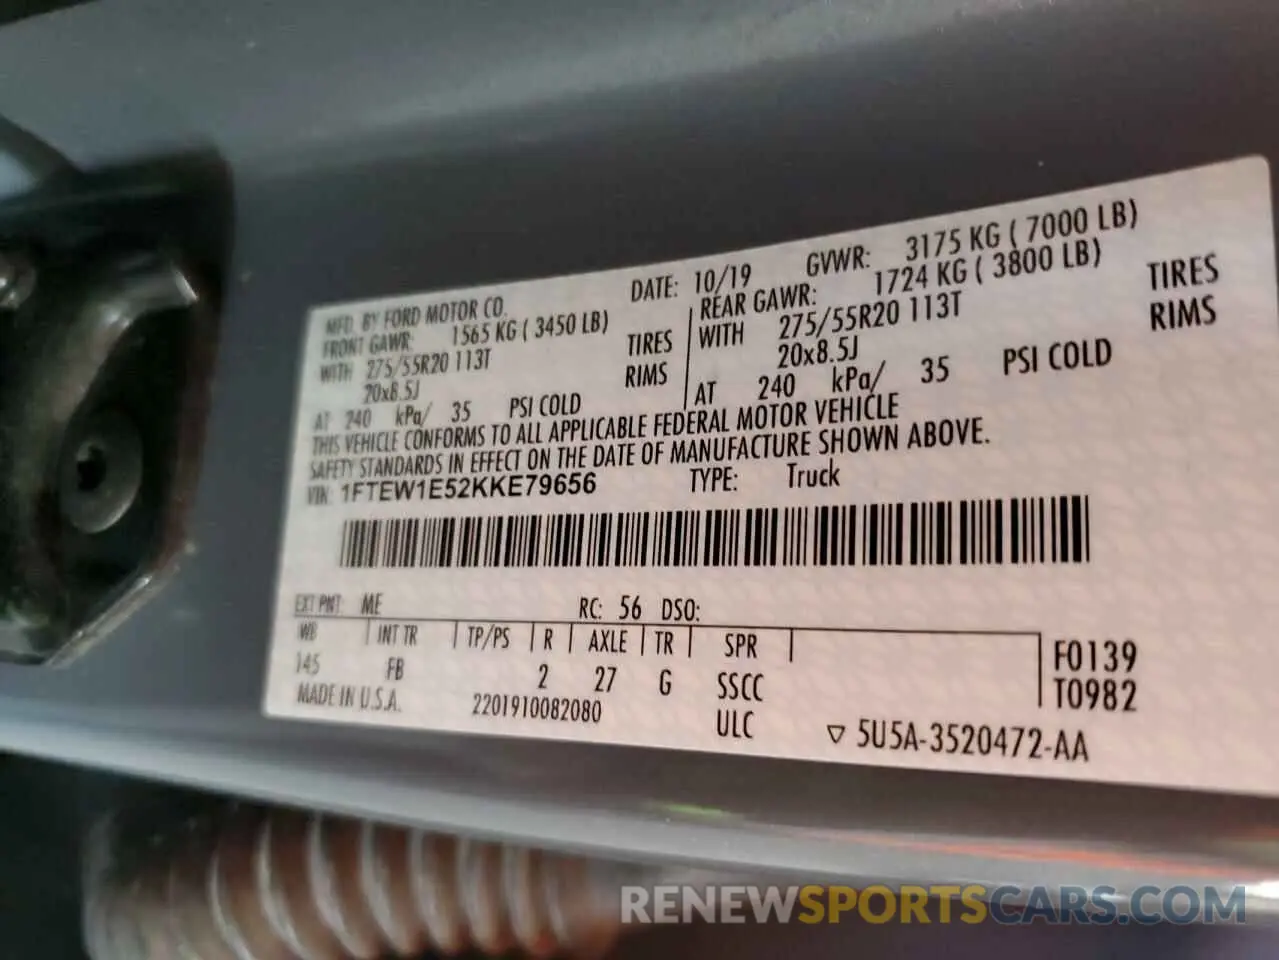 MFD. BY FORD MOTOR CO. DATE: 10/19 GVWR: 3175 KG ( 7000 LB)
FRONT GAWR: 1565 KG ( 3450 LB) REAR GAWR: 1724 KG ( 3800 LB)
WITH 275/55R20 113T TIRES WITH 275/55R20 113T TIRES
20x8.5J RIMS 20x8.5J RIMS
AT 240 kPa/ 35 PSI COLD AT 240 kPa/ 35 PSI COLD
THIS VEHICLE CONFORMS TO ALL APPLICABLE FEDERAL MOTOR VEHICLE
SAFETY STANDARDS IN EFFECT ON THE DATE OF MANUFACTURE SHOWN ABOVE.
VIN: 1FTEW1E52KKE79656 TYPE: Truck
EXT PNT: ME RC: 56 DSO:
WB INT TR TP/PS R AXLE TR SPR F0139
145 FB 2 27 G SSCC T0982
MADE IN U.S.A. 2201910082080 ULC ▽ 5U5A-3520472-AA
RENEWSPORTSCARS.COM